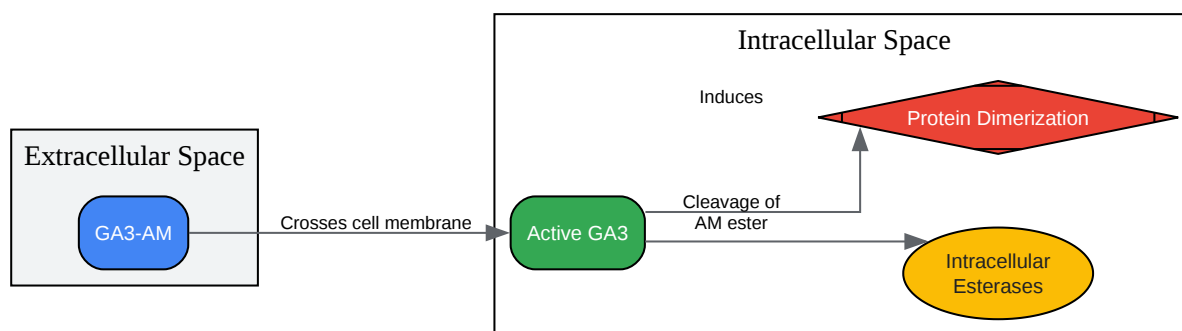 Intracellular Space
Induces
Protein Dimerization
Extracellular Space
GA3-AM
Crosses cell membrane
Active GA3
Cleavage of
AM ester
Intracellular
Esterases